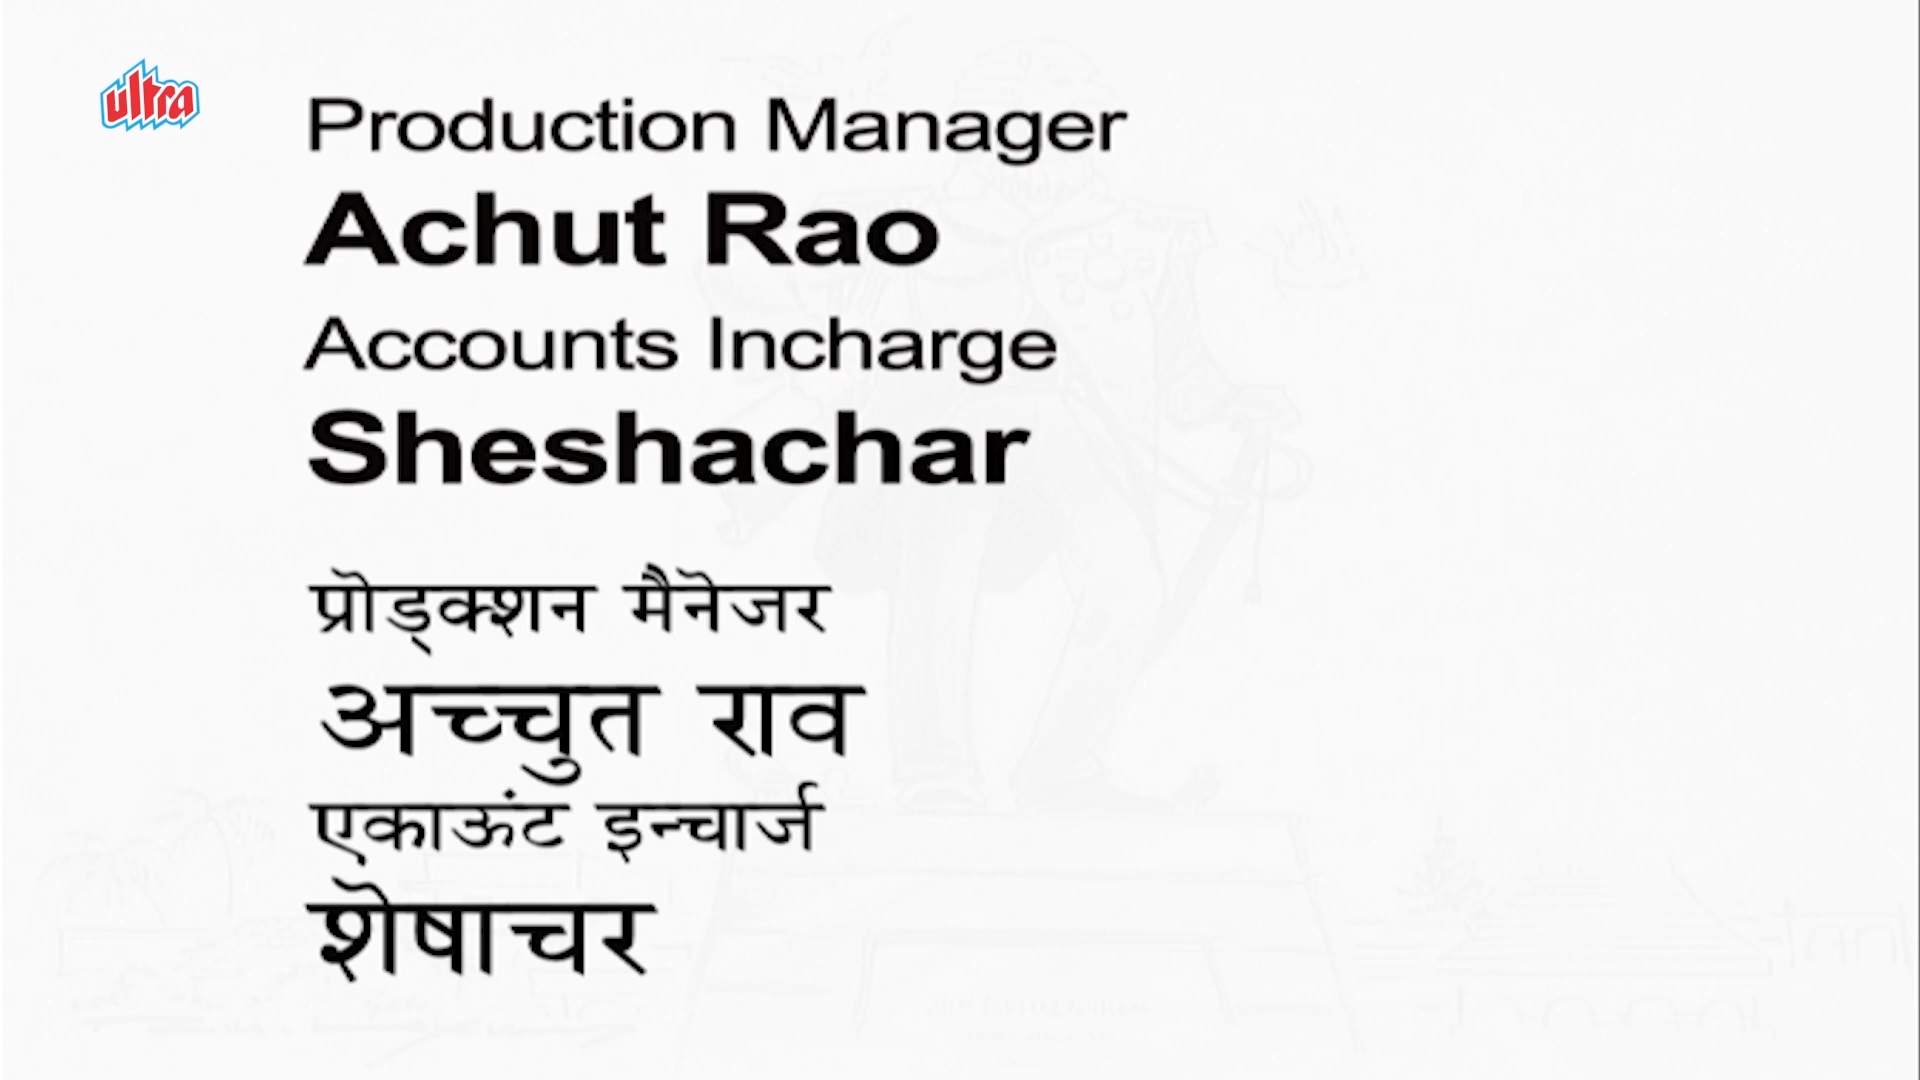 ultra
Production Manager
Achut Rao
Accounts Incharge
Sheshachar
प्रोड्क्शन मैनेजर
अच्चुत राव
एकाऊंट इन्चार्ज
शेषाचर